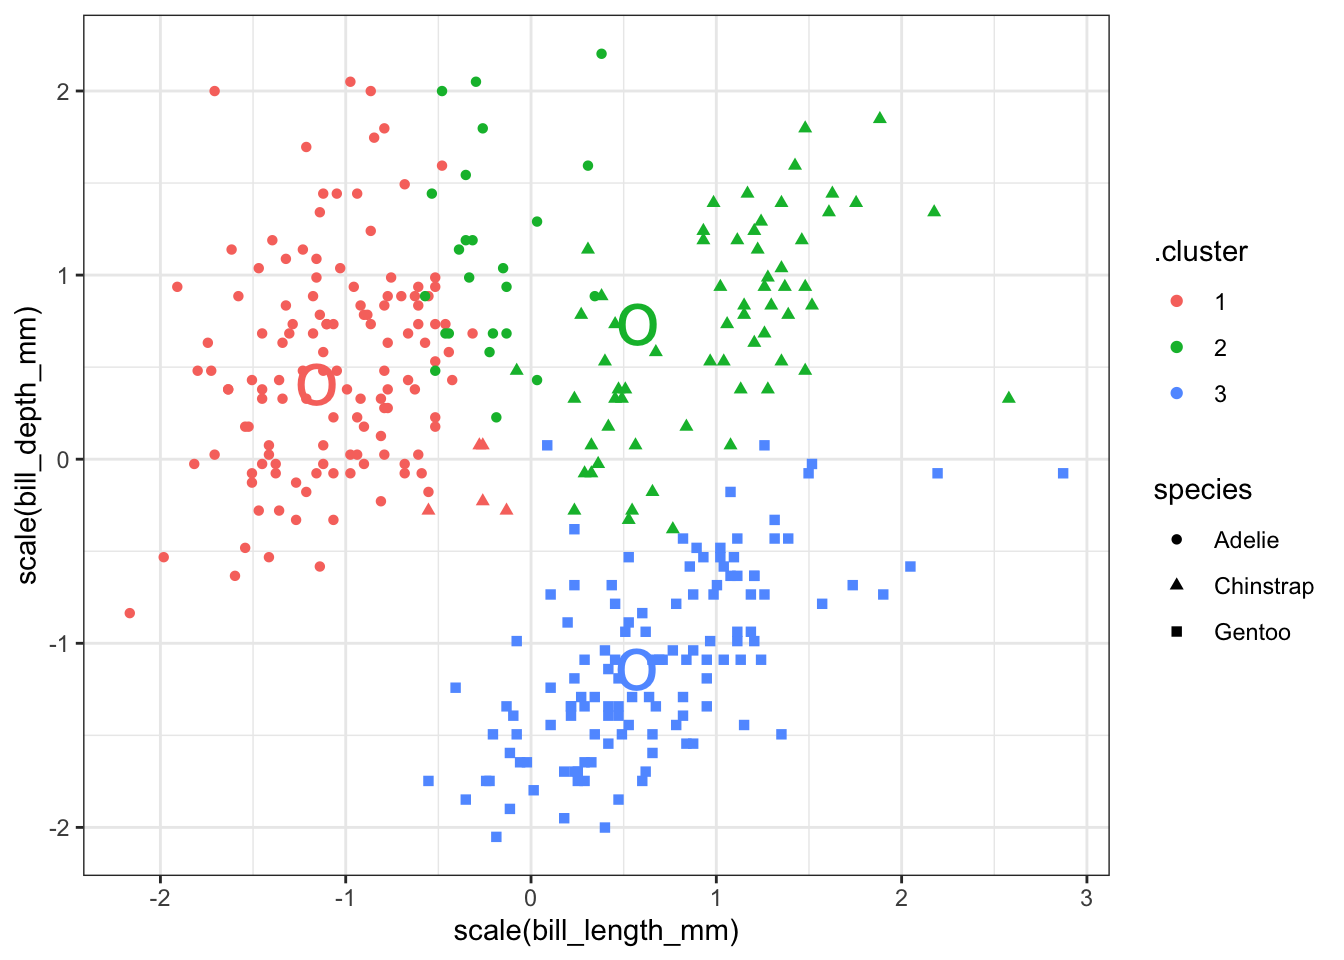 2
1
0
-1
-2
-2
-1
0
1
2
3
scale(bill_length_mm)
scale(bill_depth_mm)
O
O
O
.cluster
1
2
3
species
Adelie
Chinstrap
Gentoo